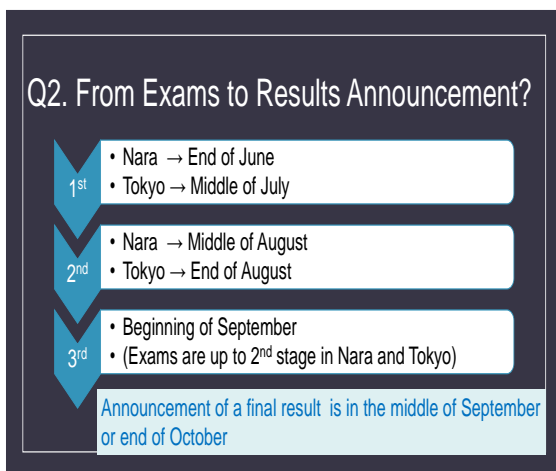 Q2. From Exams to Results Announcement?
1st
• Nara → End of June
• Tokyo → Middle of July
2nd
• Nara → Middle of August
• Tokyo → End of August
3rd
• Beginning of September
• (Exams are up to 2nd stage in Nara and Tokyo)
Announcement of a final result is in the middle of September
or end of October